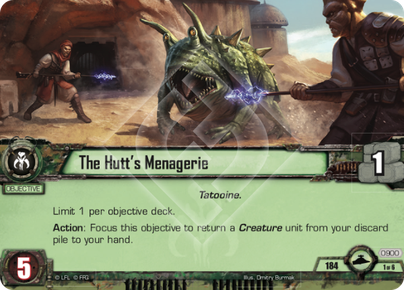 The Hutt's Menagerie
1
OBJECTIVE
Tatooine.
Limit 1 per objective deck.
Action: Focus this objective to return a Creature unit from your discard
pile to your hand.
5
© LFL © FFG
Illus. Dmitry Burmak
184
0900
1 of 6